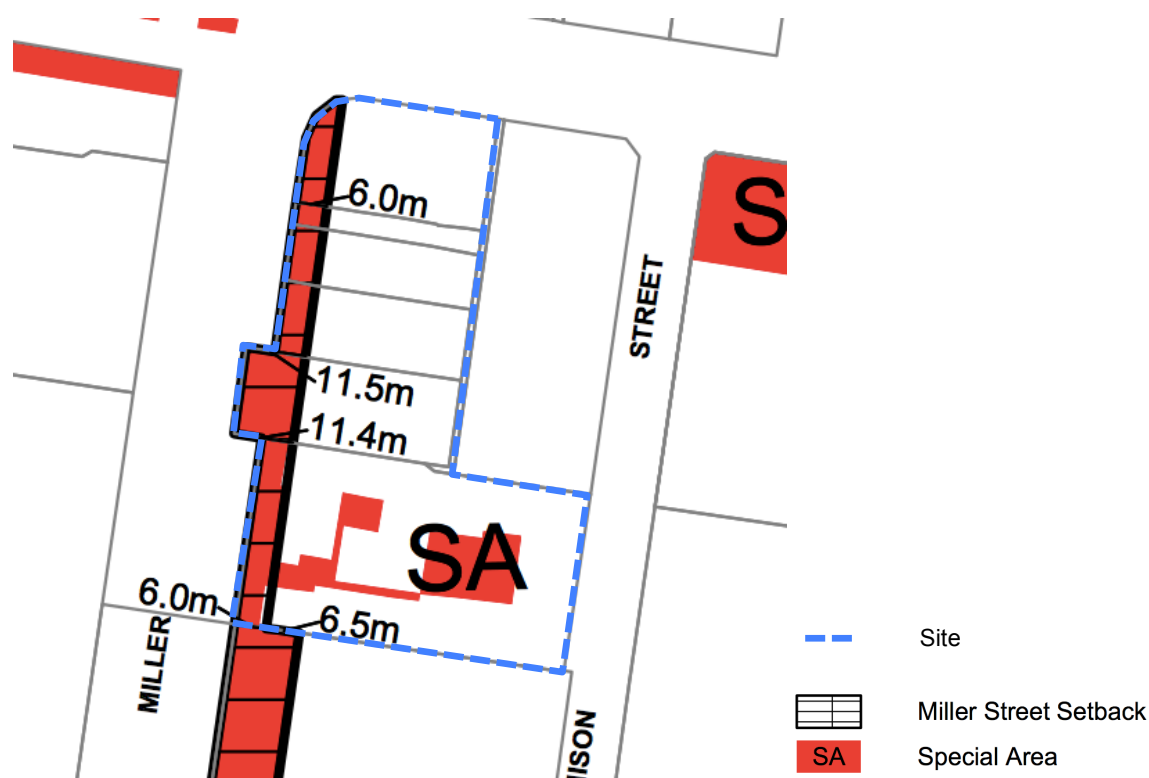 S
6.0m
STREET
11.5m
11.4m
SA
6.0m
6.5m
MILLER
ISON
Site
Miller Street Setback
SA Special Area